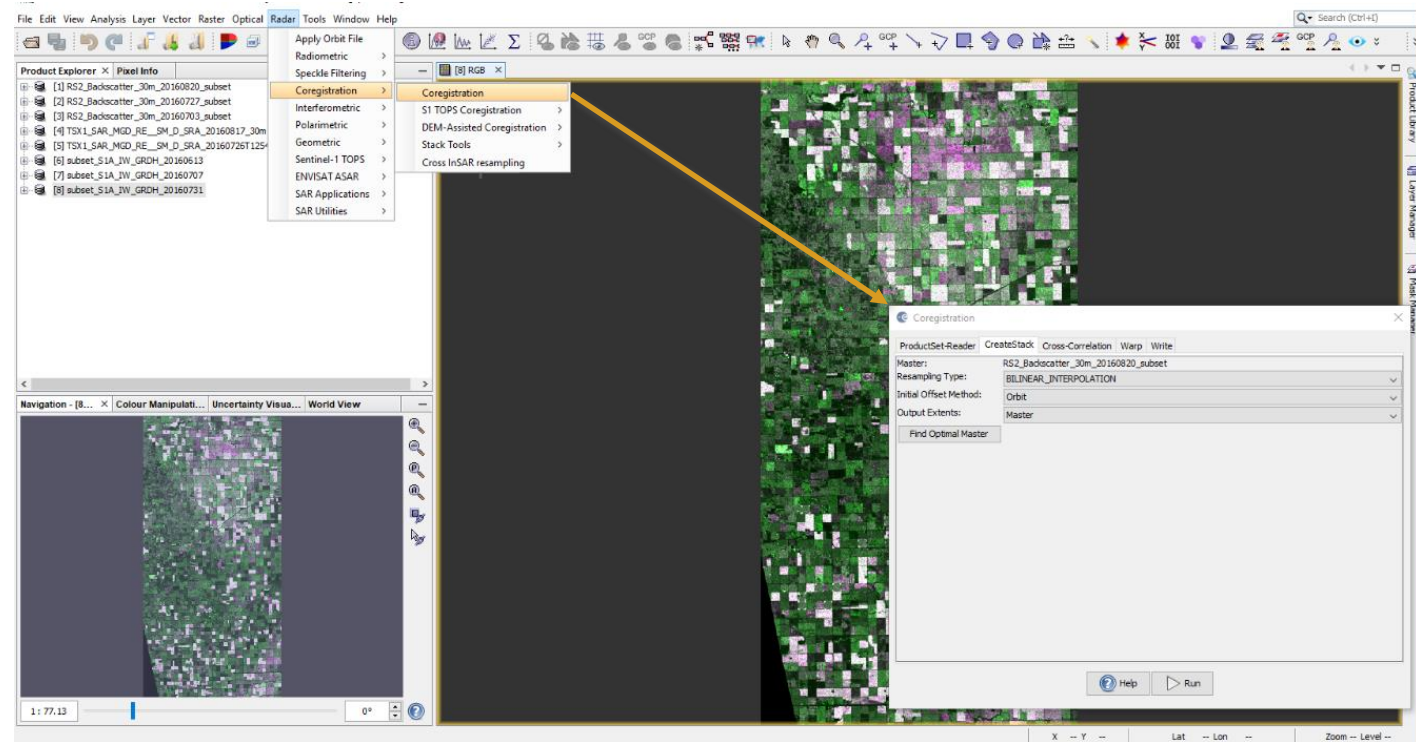 File Edit View Analysis Layer Vector Raster Optical Radar Tools Window Help
Search (Ctrl+I)
Apply Orbit File
Radiometric
Speckle Filtering
Coregistration
Interferometric
Polarimetric
Geometric
Sentinel-1 TOPS
ENVISAT ASAR
SAR Applications
SAR Utilities
Coregistration
S1 TOPS Coregistration
DEM-Assisted Coregistration
Stack Tools
Cross InSAR resampling
Product Explorer Pixel Info
[1] RS2_Backscatter_30m_20160820_subset
[2] RS2_Backscatter_30m_20160727_subset
[3] RS2_Backscatter_30m_20160703_subset
[4] TSX1_SAR_MGD_RE__SM_D_SRA_20160817_30m
[5] TSX1_SAR_MGD_RE__SM_D_SRA_20160726T1254
[6] subset_S1A_IW_GRDH_20160613
[7] subset_S1A_IW_GRDH_20160707
[8] subset_S1A_IW_GRDH_20160731
[8] RGB
GCP
GCP
GCP
Product Library
Layer Manager
Mask Manager
Navigation - [8... Colour Manipulati... Uncertainty Visua... World View
1: 77.13
0°
Coregistration
ProductSet-Reader CreateStack Cross-Correlation Warp Write
Master: RS2_Backscatter_30m_20160820_subset
Resampling Type: BILINEAR_INTERPOLATION
Initial Offset Method: Orbit
Output Extents: Master
Find Optimal Master
Help Run
X -- Y -- Lat -- Lon -- Zoom -- Level --